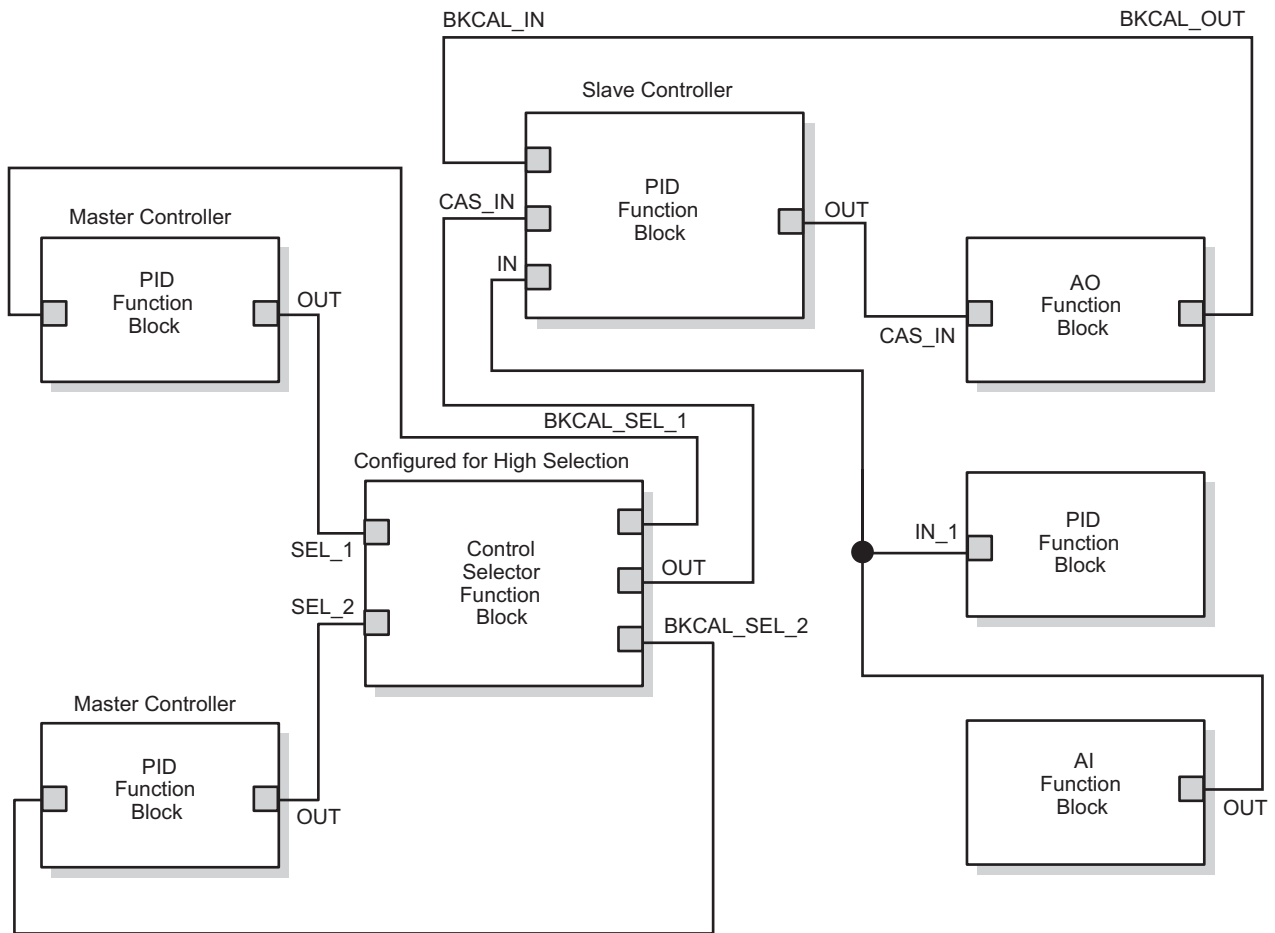 BKCAL_IN
BKCAL_OUT
Slave Controller
PID
Function
Block
CAS_IN
OUT
IN
Master Controller
PID
Function
Block
OUT
AO
Function
Block
CAS_IN
BKCAL_SEL_1
Configured for High Selection
Control
Selector
Function
Block
SEL_1
SEL_2
OUT
BKCAL_SEL_2
IN_1
PID
Function
Block
Master Controller
PID
Function
Block
OUT
AI
Function
Block
OUT